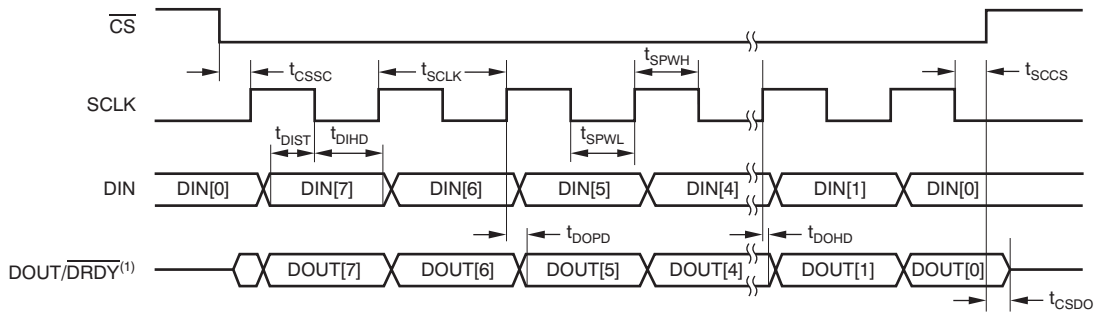 CS
tCSSC
tSCLK
tSPWH
tSCCS
SCLK
tDIST
tDIHD
tSPWL
DIN
DIN[0]
DIN[7]
DIN[6]
DIN[5]
DIN[4]
DIN[1]
DIN[0]
tDOPD
tDOHD
DOUT/DRDY(1)
DOUT[7]
DOUT[6]
DOUT[5]
DOUT[4]
DOUT[1]
DOUT[0]
tCSDO